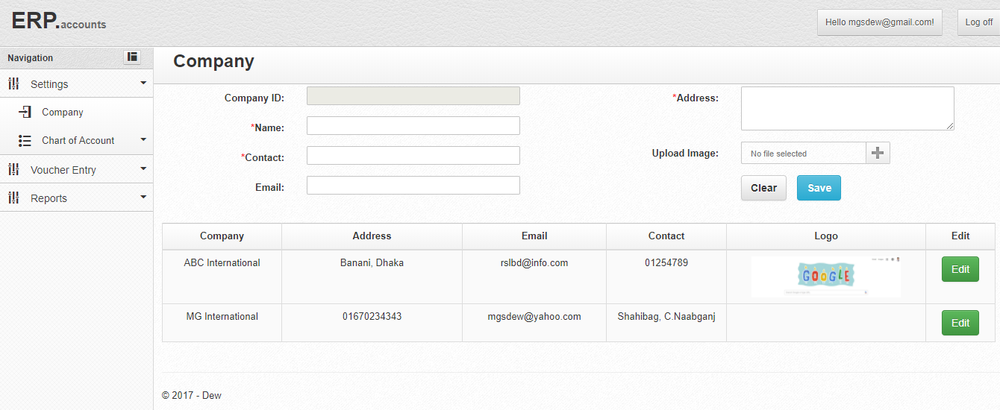 ERP.accounts
Hello mgsdew@gmail.com!
Log off
Navigation
Settings
Company
Chart of Account
Voucher Entry
Reports
Company
Company ID:
*Name:
*Contact:
Email:
*Address:
Upload Image:
No file selected
Clear
Save
Company Address Email Contact Logo Edit
ABC International Banani, Dhaka rslbd@info.com 01254789 GOOGLE Edit
MG International 01670234343 mgsdew@yahoo.com Shahibag, C.Naabganj Edit
© 2017 - Dew